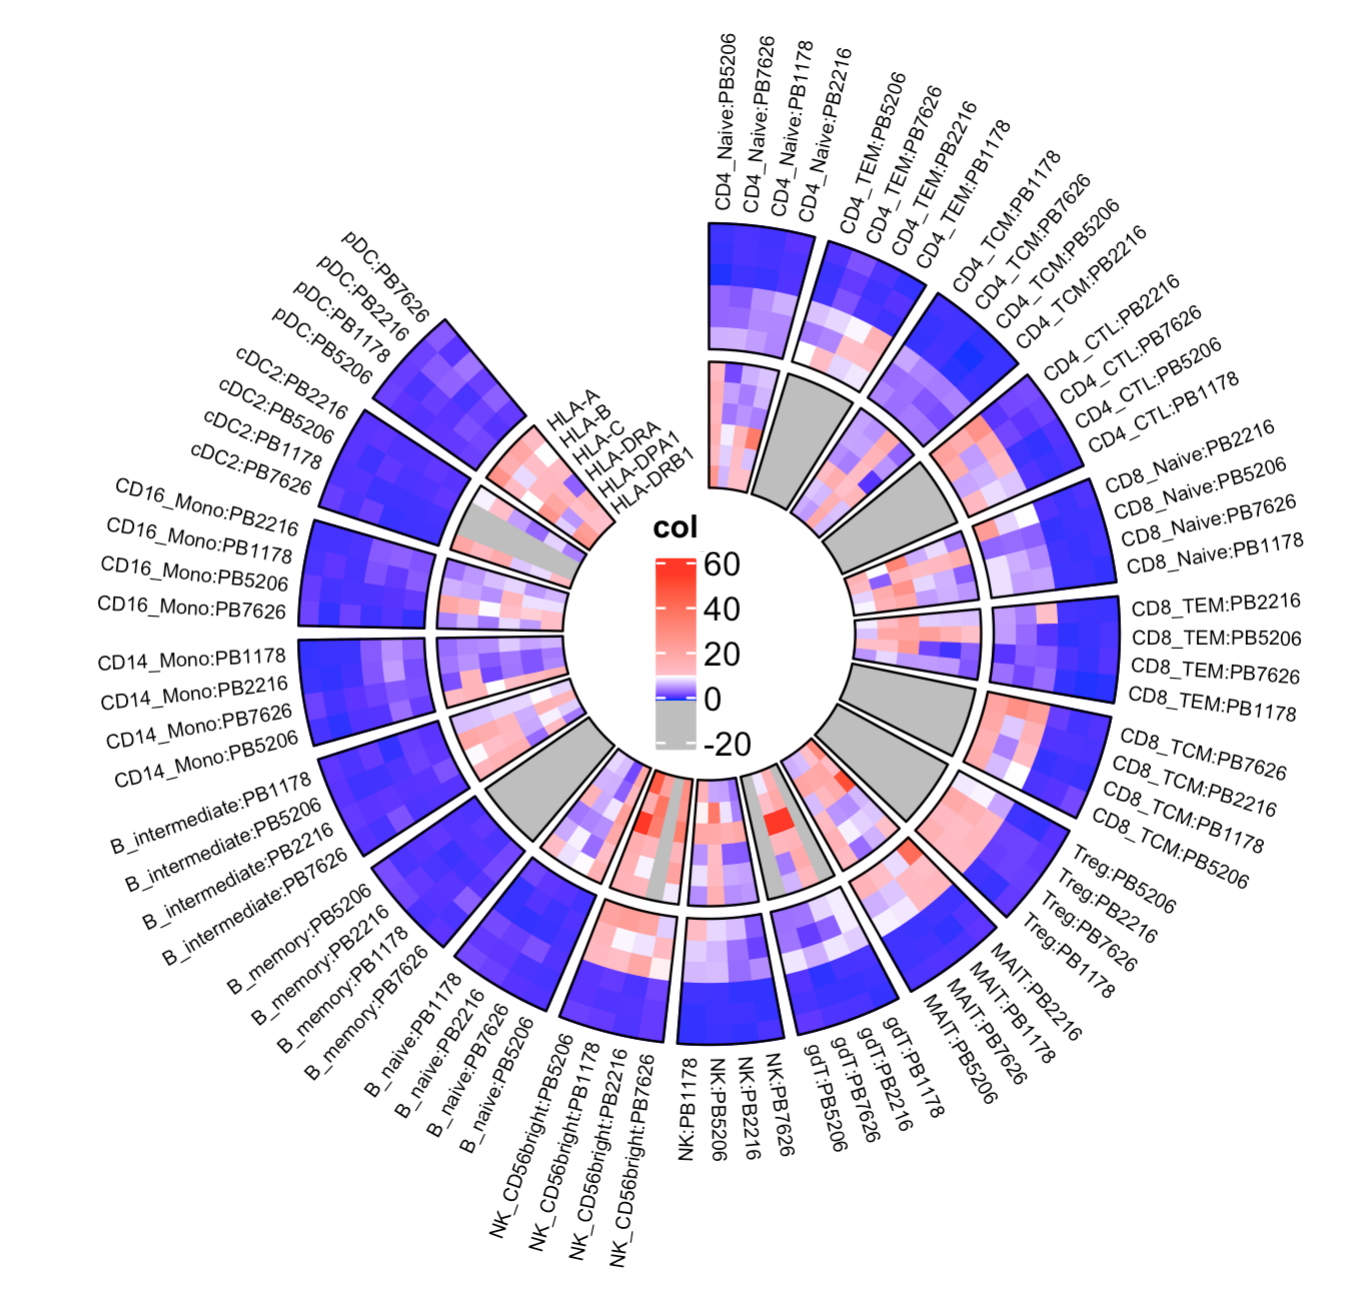 CD4_Naive:PB5206
CD4_Naive:PB7626
CD4_Naive:PB1178
CD4_Naive:PB2216
CD4_TEM:PB5206
CD4_TEM:PB7626
CD4_TEM:PB2216
CD4_TEM:PB1178
CD4_TCM:PB1178
CD4_TCM:PB7626
CD4_TCM:PB5206
CD4_TCM:PB2216
CD4_CTL:PB2216
CD4_CTL:PB7626
CD4_CTL:PB5206
CD4_CTL:PB1178
CD8_Naive:PB2216
CD8_Naive:PB5206
CD8_Naive:PB7626
CD8_Naive:PB1178
CD8_TEM:PB2216
CD8_TEM:PB5206
CD8_TEM:PB7626
CD8_TEM:PB1178
CD8_TCM:PB7626
CD8_TCM:PB2216
CD8_TCM:PB1178
CD8_TCM:PB5206
Treg:PB5206
Treg:PB2216
Treg:PB7626
Treg:PB1178
MAIT:PB2216
MAIT:PB1178
MAIT:PB7626
MAIT:PB5206
gdT:PB1178
gdT:PB2216
gdT:PB7626
gdT:PB5206
NK:PB7626
NK:PB2216
NK:PB5206
NK:PB1178
NK_CD56bright:PB7626
NK_CD56bright:PB2216
NK_CD56bright:PB1178
NK_CD56bright:PB5206
B_naive:PB5206
B_naive:PB7626
B_naive:PB2216
B_naive:PB1178
B_memory:PB7626
B_memory:PB1178
B_memory:PB2216
B_memory:PB5206
B_intermediate:PB7626
B_intermediate:PB2216
B_intermediate:PB5206
B_intermediate:PB1178
CD14_Mono:PB5206
CD14_Mono:PB7626
CD14_Mono:PB2216
CD14_Mono:PB1178
CD16_Mono:PB7626
CD16_Mono:PB5206
CD16_Mono:PB1178
CD16_Mono:PB2216
cDC2:PB7626
cDC2:PB1178
cDC2:PB5206
cDC2:PB2216
pDC:PB5206
pDC:PB1178
pDC:PB2216
pDC:PB7626
HLA-A
HLA-B
HLA-C
HLA-DRA
HLA-DPA1
HLA-DRB1
col
60
40
20
0
-20